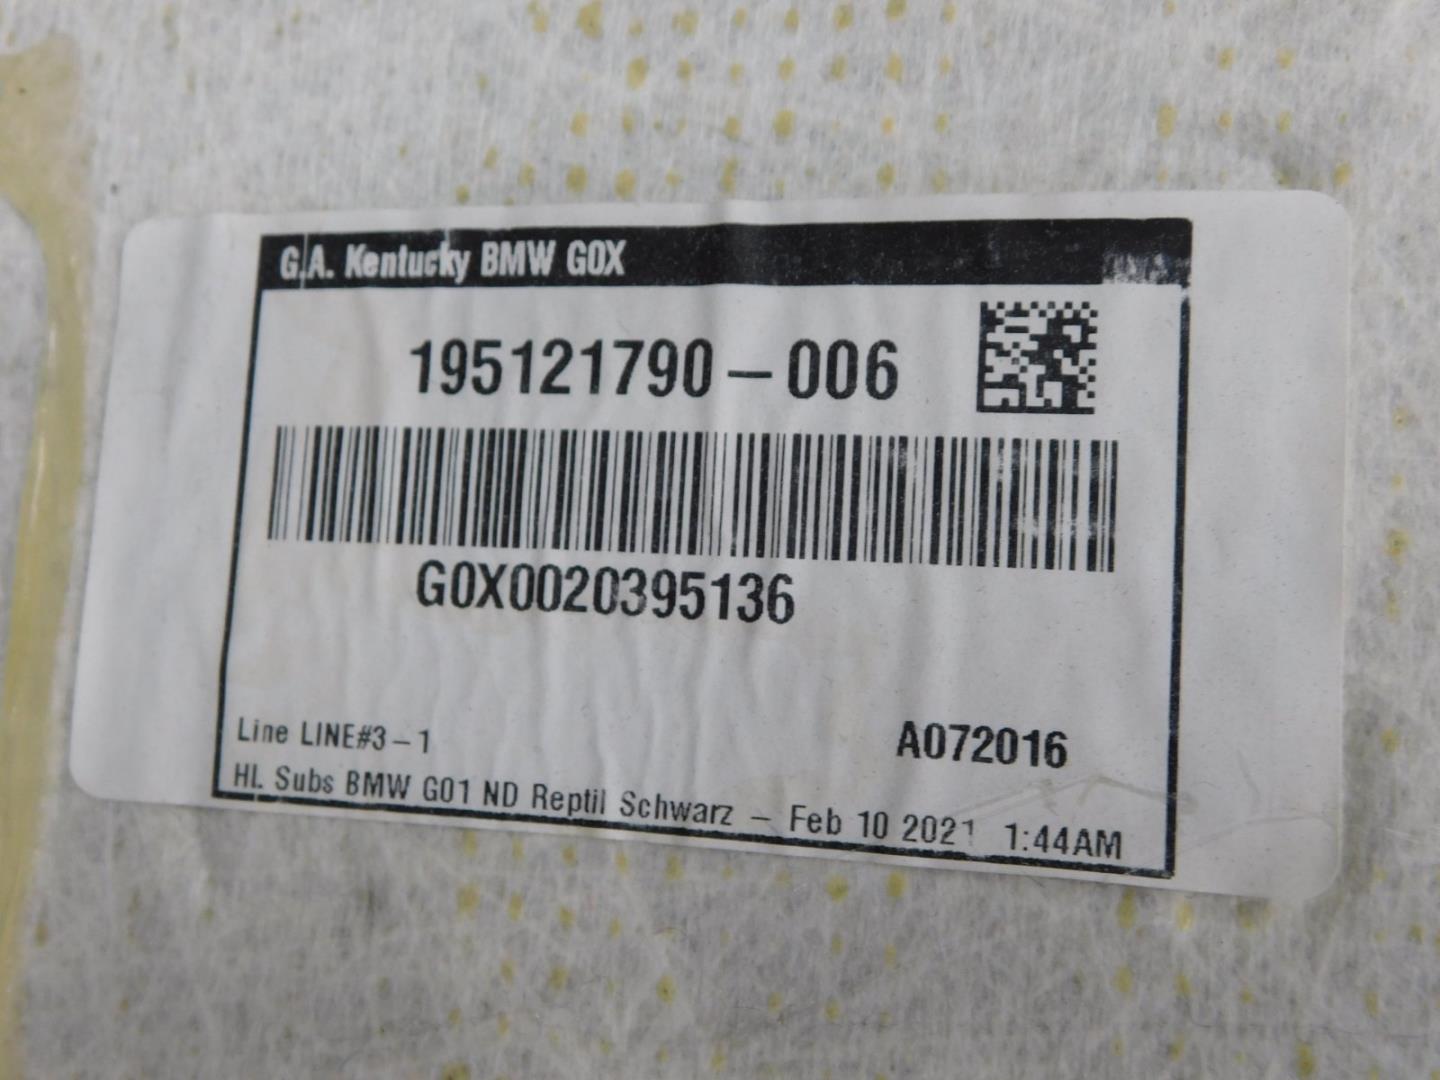 G.A. Kentucky BMW G0X
195121790-006
G0X0020395136
Line LINE#3-1
A072016
HL Subs BMW G01 ND Reptil Schwarz - Feb 10 2021 1:44AM